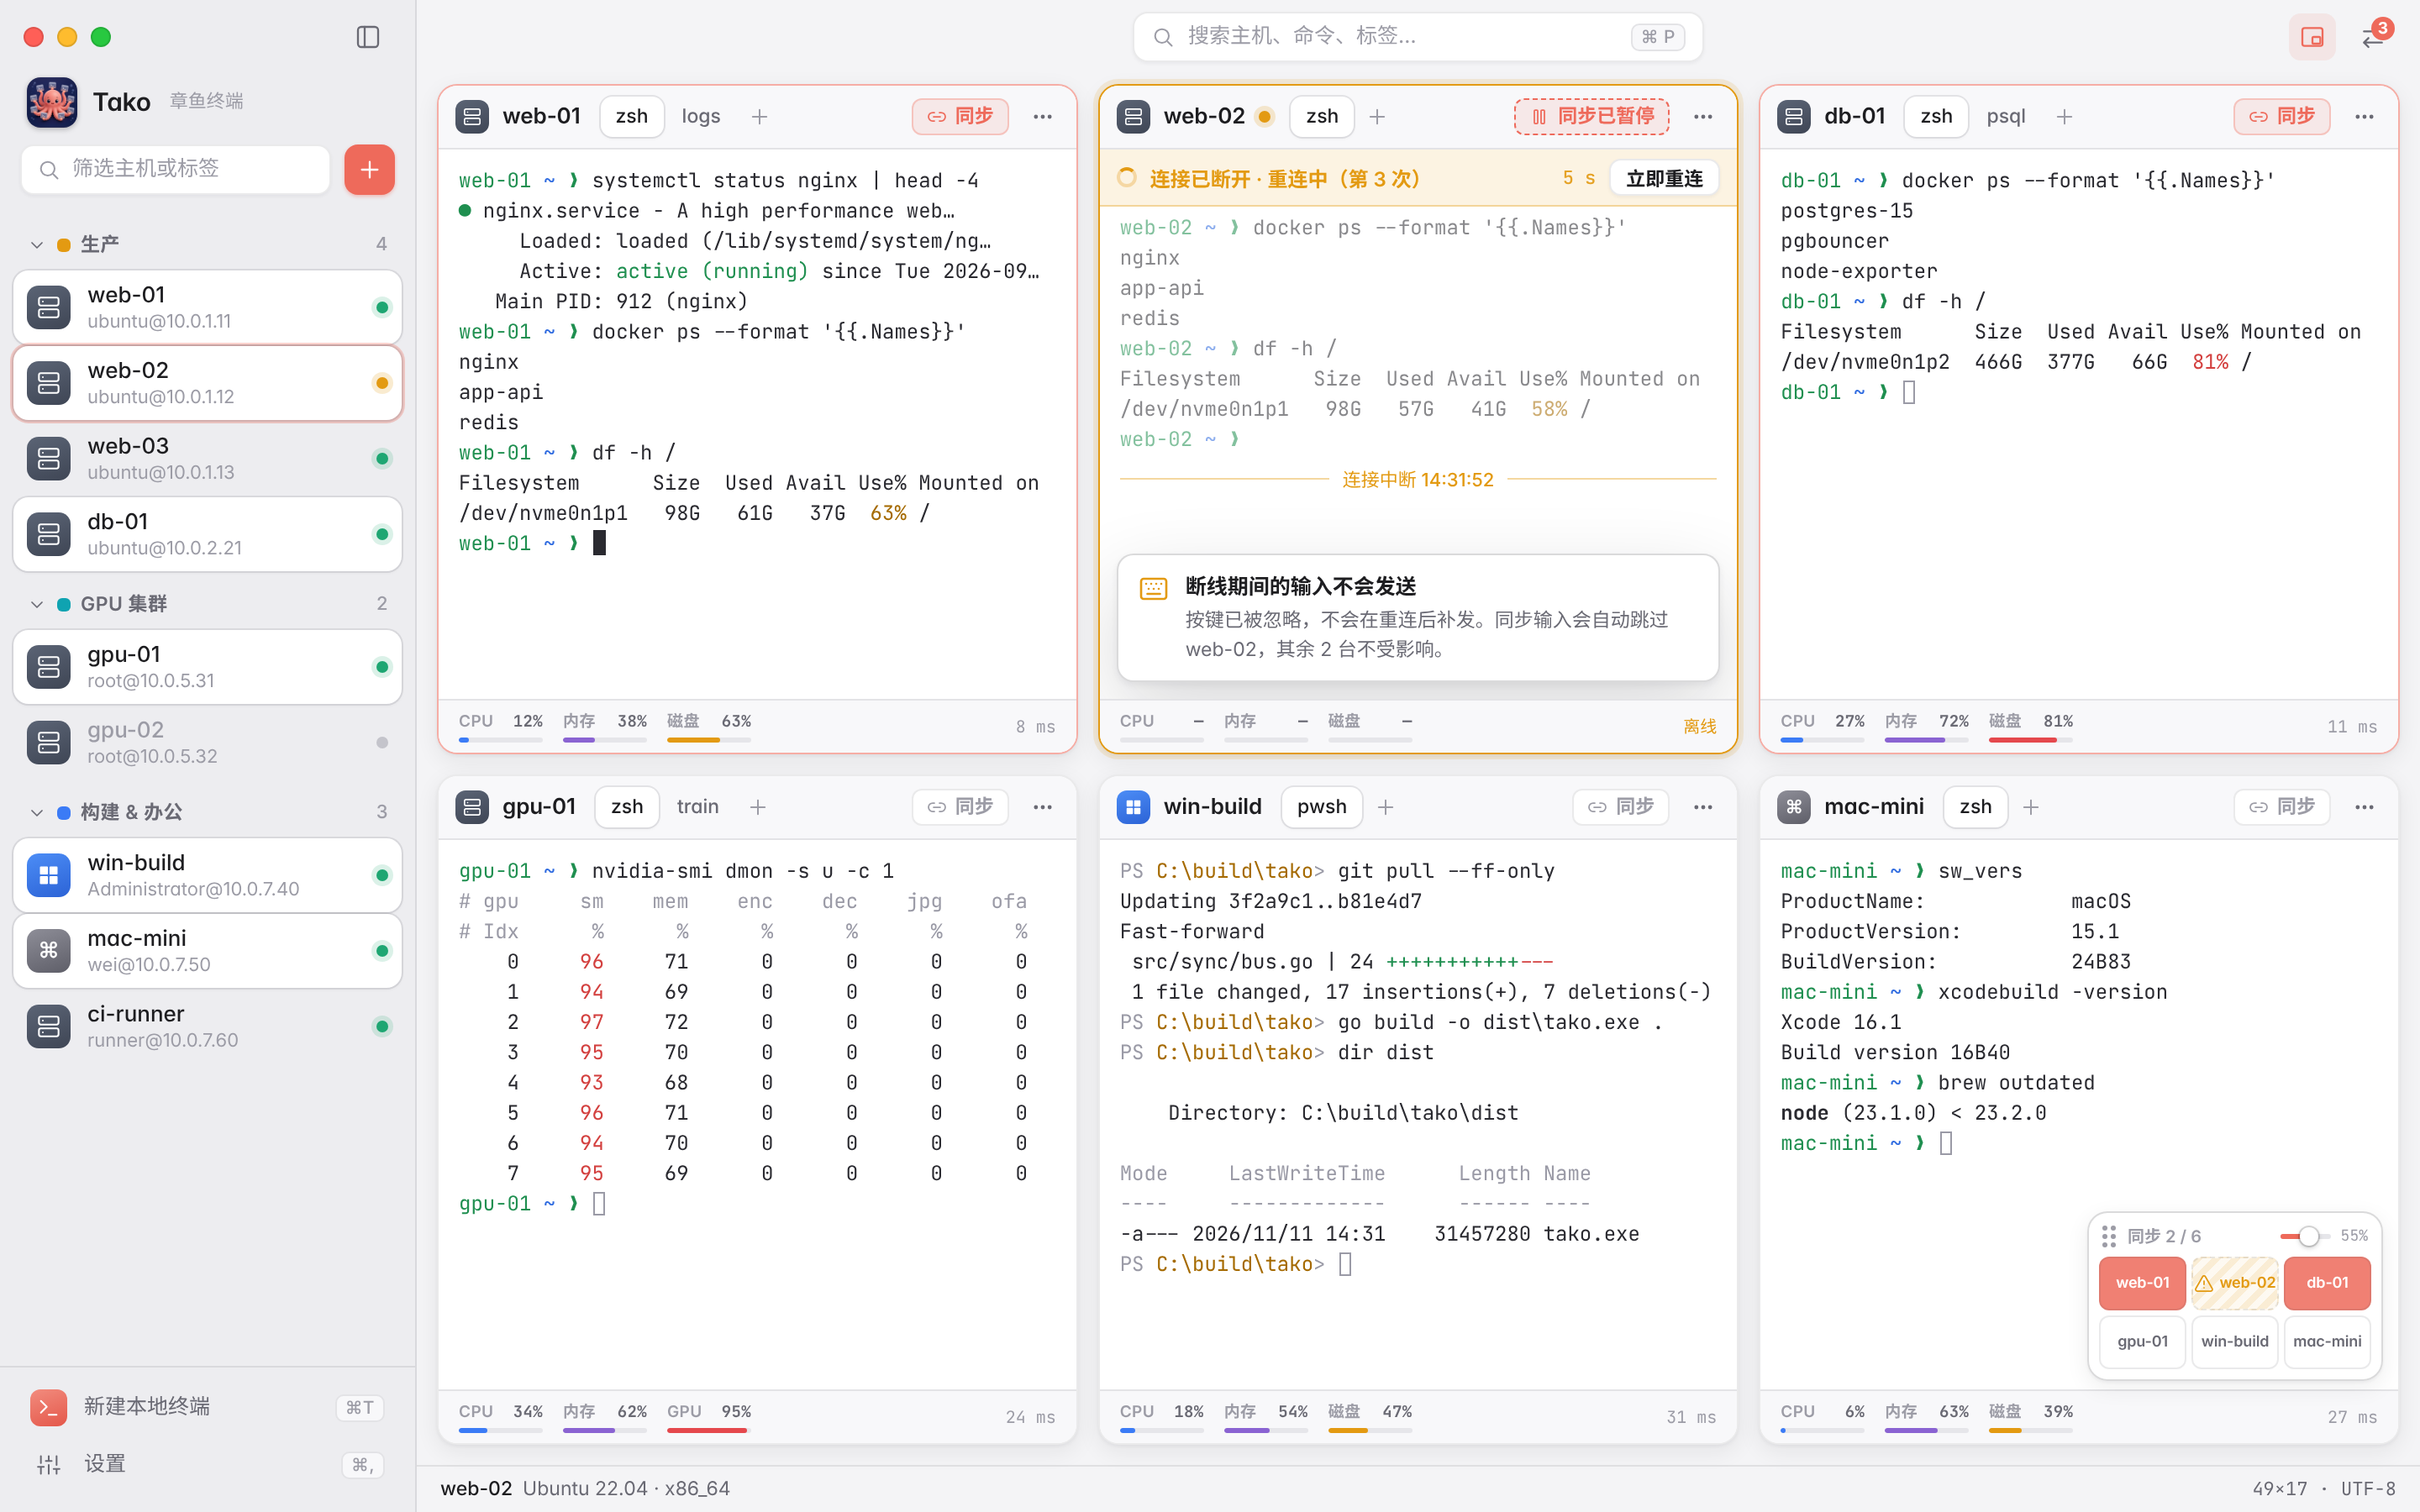 Tako 章鱼终端
筛选主机或标签
生产 4
web-01
ubuntu@10.0.1.11
web-02
ubuntu@10.0.1.12
web-03
ubuntu@10.0.1.13
db-01
ubuntu@10.0.2.21
GPU 集群 2
gpu-01
root@10.0.5.31
gpu-02
root@10.0.5.32
构建 & 办公 3
win-build
Administrator@10.0.7.40
mac-mini
wei@10.0.7.50
ci-runner
runner@10.0.7.60
新建本地终端 ⌘T
设置 ⌘,
搜索主机、命令、标签... ⌘ P
3
web-01 zsh logs + 同步 ...
web-01 ~ ❯ systemctl status nginx | head -4
● nginx.service - A high performance web…
Loaded: loaded (/lib/systemd/system/ng…
Active: active (running) since Tue 2026-09…
Main PID: 912 (nginx)
web-01 ~ ❯ docker ps --format '{{.Names}}'
nginx
app-api
redis
web-01 ~ ❯ df -h /
Filesystem Size Used Avail Use% Mounted on
/dev/nvme0n1p1 98G 61G 37G 63% /
web-01 ~ ❯
CPU 12% 内存 38% 磁盘 63% 8 ms
web-02 zsh + 同步已暂停 ...
连接已断开 · 重连中（第 3 次） 5 s 立即重连
web-02 ~ ❯ docker ps --format '{{.Names}}'
nginx
app-api
redis
web-02 ~ ❯ df -h /
Filesystem Size Used Avail Use% Mounted on
/dev/nvme0n1p1 98G 57G 41G 58% /
web-02 ~ ❯
连接中断 14:31:52
断线期间的输入不会发送
按键已被忽略，不会在重连后补发。同步输入会自动跳过
web-02，其余 2 台不受影响。
CPU – 内存 – 磁盘 – 离线
db-01 zsh psql + 同步 ...
db-01 ~ ❯ docker ps --format '{{.Names}}'
postgres-15
pgbouncer
node-exporter
db-01 ~ ❯ df -h /
Filesystem Size Used Avail Use% Mounted on
/dev/nvme0n1p2 466G 377G 66G 81% /
db-01 ~ ❯
CPU 27% 内存 72% 磁盘 81% 11 ms
gpu-01 zsh train + 同步 ...
gpu-01 ~ ❯ nvidia-smi dmon -s u -c 1
# gpu sm mem enc dec jpg ofa
# Idx % % % % % %
0 96 71 0 0 0 0
1 94 69 0 0 0 0
2 97 72 0 0 0 0
3 95 70 0 0 0 0
4 93 68 0 0 0 0
5 96 71 0 0 0 0
6 94 70 0 0 0 0
7 95 69 0 0 0 0
gpu-01 ~ ❯
CPU 34% 内存 62% GPU 95% 24 ms
win-build pwsh + 同步 ...
PS C:\build\tako> git pull --ff-only
Updating 3f2a9c1..b81e4d7
Fast-forward
src/sync/bus.go | 24 +++++++++++---
1 file changed, 17 insertions(+), 7 deletions(-)
PS C:\build\tako> go build -o dist\tako.exe .
PS C:\build\tako> dir dist
Directory: C:\build\tako\dist
Mode LastWriteTime Length Name
---- ------------- ------ ----
-a--- 2026/11/11 14:31 31457280 tako.exe
PS C:\build\tako>
CPU 18% 内存 54% 磁盘 47% 31 ms
mac-mini zsh + 同步 ...
mac-mini ~ ❯ sw_vers
ProductName: macOS
ProductVersion: 15.1
BuildVersion: 24B83
mac-mini ~ ❯ xcodebuild -version
Xcode 16.1
Build version 16B40
mac-mini ~ ❯ brew outdated
node (23.1.0) < 23.2.0
mac-mini ~ ❯
同步 2 / 6 55%
web-01 web-02 db-01
gpu-01 win-build mac-mini
CPU 6% 内存 63% 磁盘 39% 27 ms
web-02 Ubuntu 22.04 · x86_64 49×17 · UTF-8